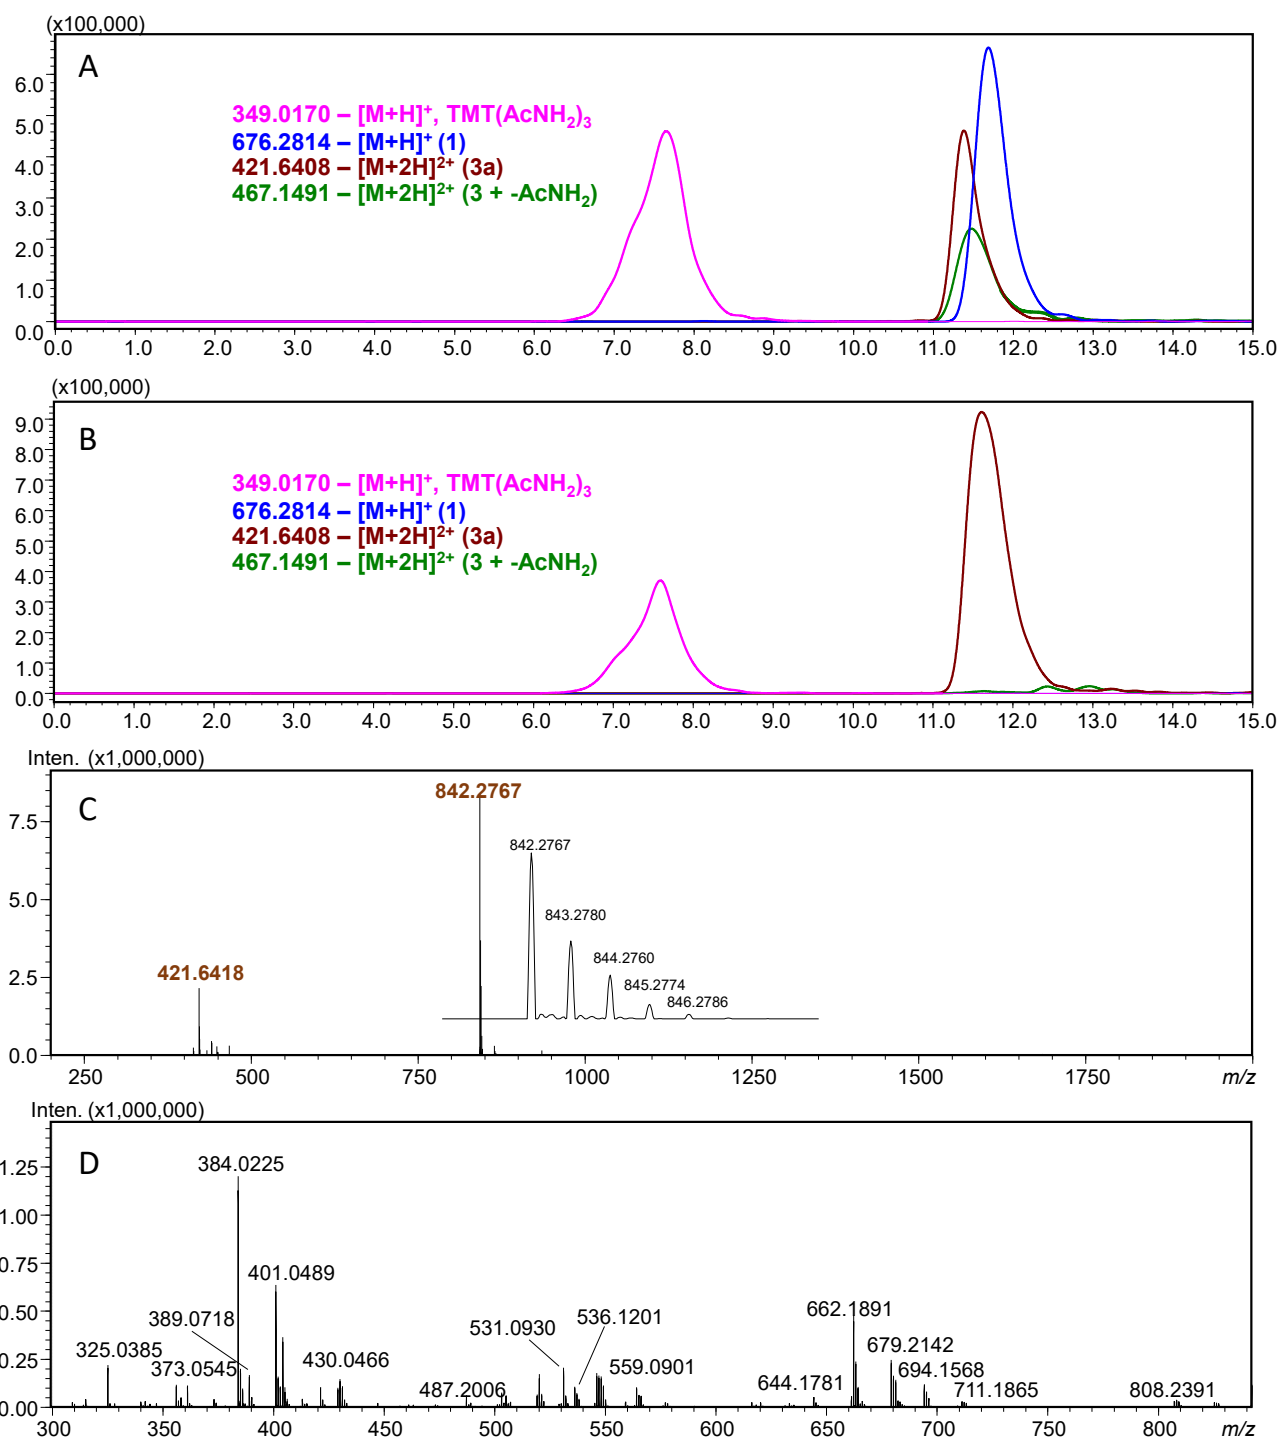 (x100,000)
A
6.0
5.0
4.0
3.0
2.0
1.0
0.0
349.0170 – [M+H]⁺, TMT(AcNH₂)₃
676.2814 – [M+H]⁺ (1)
421.6408 – [M+2H]²⁺ (3a)
467.1491 – [M+2H]²⁺ (3 + -AcNH₂)
0.0 1.0 2.0 3.0 4.0 5.0 6.0 7.0 8.0 9.0 10.0 11.0 12.0 13.0 14.0 15.0
(x100,000)
B
9.0
8.0
7.0
6.0
5.0
4.0
3.0
2.0
1.0
0.0
349.0170 – [M+H]⁺, TMT(AcNH₂)₃
676.2814 – [M+H]⁺ (1)
421.6408 – [M+2H]²⁺ (3a)
467.1491 – [M+2H]²⁺ (3 + -AcNH₂)
0.0 1.0 2.0 3.0 4.0 5.0 6.0 7.0 8.0 9.0 10.0 11.0 12.0 13.0 14.0 15.0
Inten. (x1,000,000)
C
7.5
5.0
2.5
0.0
842.2767
421.6418
842.2767
843.2780
844.2760
845.2774
846.2786
250 500 750 1000 1250 1500 1750 m/z
Inten. (x1,000,000)
D
1.25
1.00
0.75
0.50
0.25
0.00
384.0225
401.0489
389.0718
325.0385
373.0545
430.0466
487.2006
531.0930
536.1201
559.0901
644.1781
662.1891
679.2142
694.1568
711.1865
808.2391
300 350 400 450 500 550 600 650 700 750 800 m/z